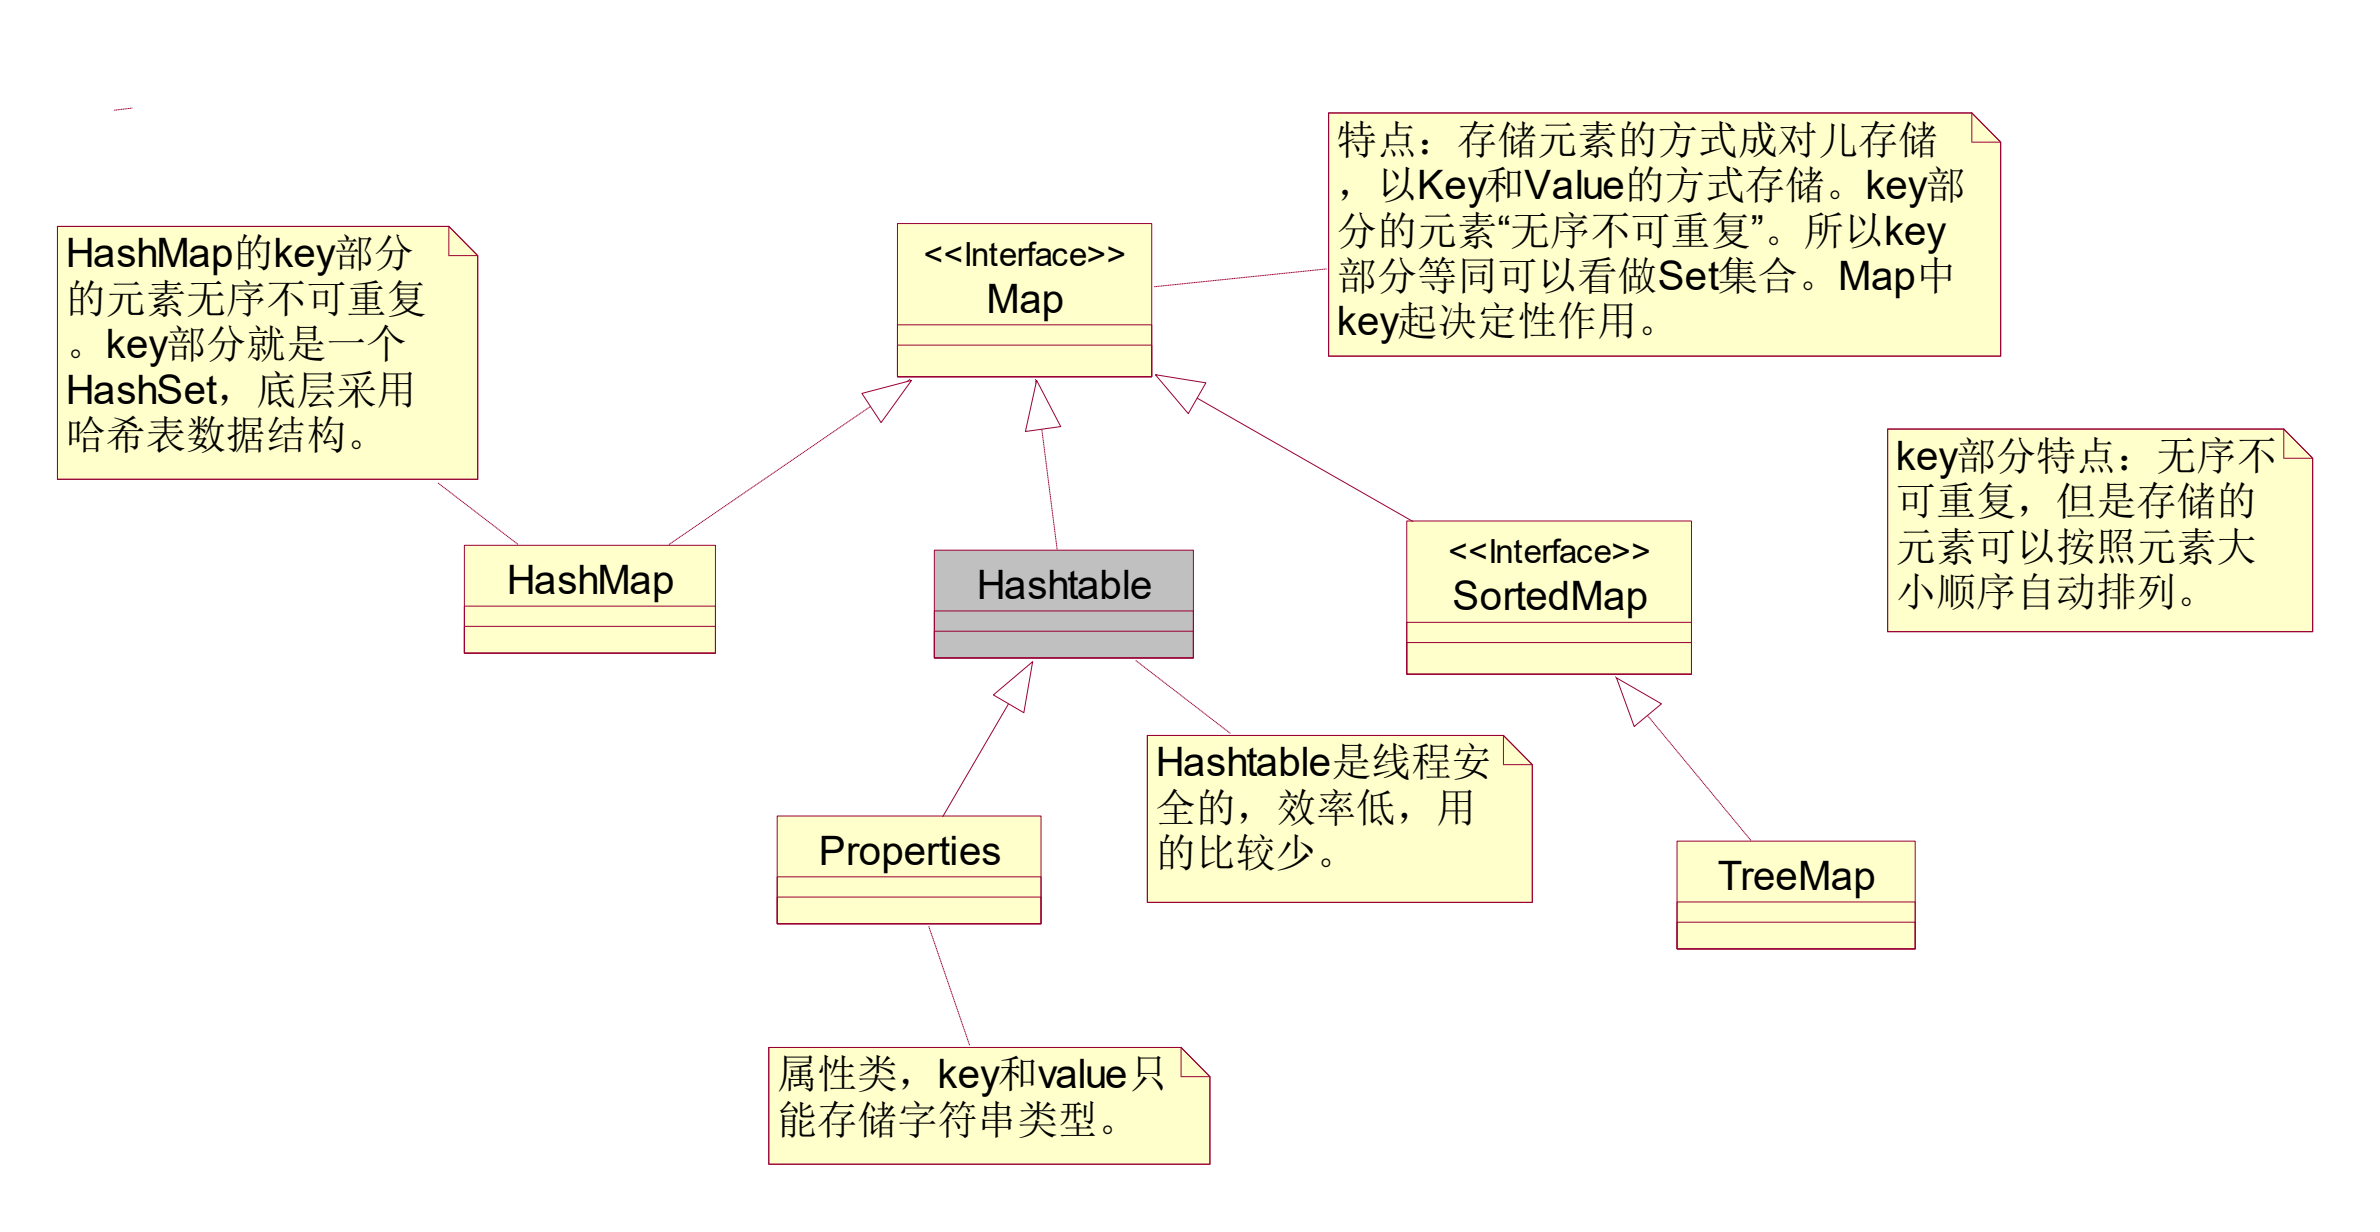 特点：存储元素的方式成对儿存储
，以Key和Value的方式存储。key部
分的元素“无序不可重复”。所以key
部分等同可以看做Set集合。Map中
key起决定性作用。
HashMap的key部分
的元素无序不可重复
。key部分就是一个
HashSet，底层采用
哈希表数据结构。
<<Interface>>
Map
key部分特点：无序不
可重复，但是存储的
元素可以按照元素大
小顺序自动排列。
HashMap
Hashtable
<<Interface>>
SortedMap
Hashtable是线程安
全的，效率低，用
的比较少。
Properties
TreeMap
属性类，key和value只
能存储字符串类型。